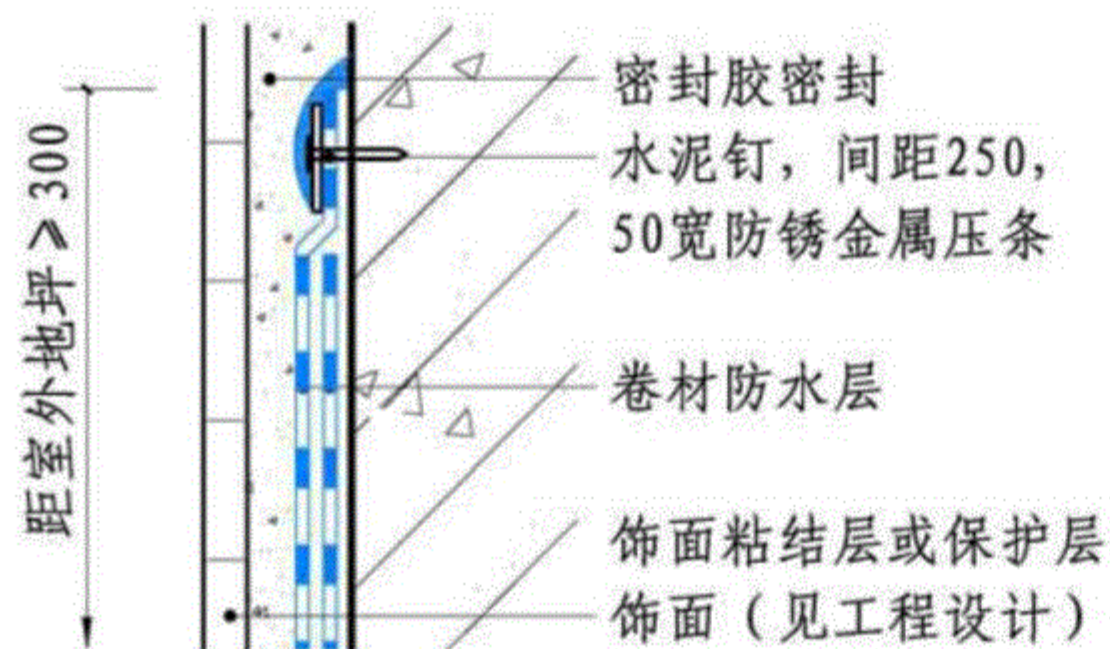 密封胶密封
水泥钉，间距250，
50宽防锈金属压条
卷材防水层
饰面粘结层或保护层
饰面（见工程设计）
距室外地坪≥300